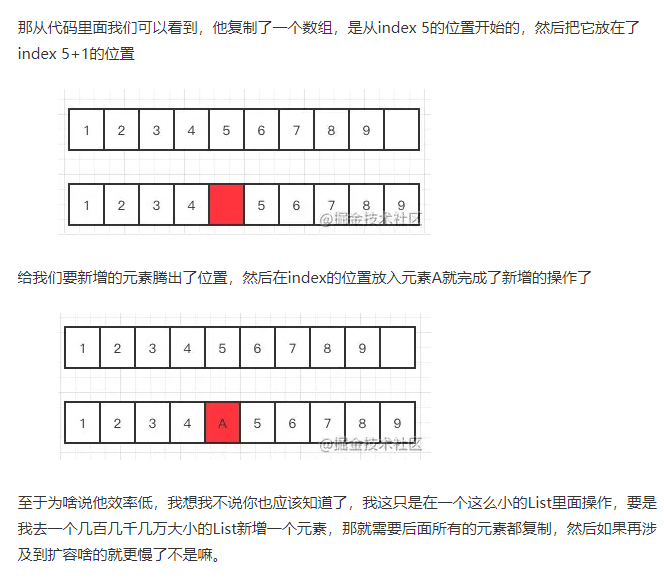 那从代码里面我们可以看到，他复制了一个数组，是从index 5的位置开始的，然后把它放在了
index 5+1的位置
1 2 3 4 5 6 7 8 9
1 2 3 4 5 6 7 8 9
@掘金技术社区
给我们要新增的元素腾出了位置，然后在index的位置放入元素A就完成了新增的操作了
1 2 3 4 5 6 7 8 9
1 2 3 4 A 5 6 7 8 9
@掘金技术社区
至于为啥说他效率低，我想我不说你也应该知道了，我这只是在一个这么小的List里面操作，要是
我去一个几百几千几万大小的List新增一个元素，那就需要后面所有的元素都复制，然后如果再涉
及到扩容啥的就更慢了不是嘛。